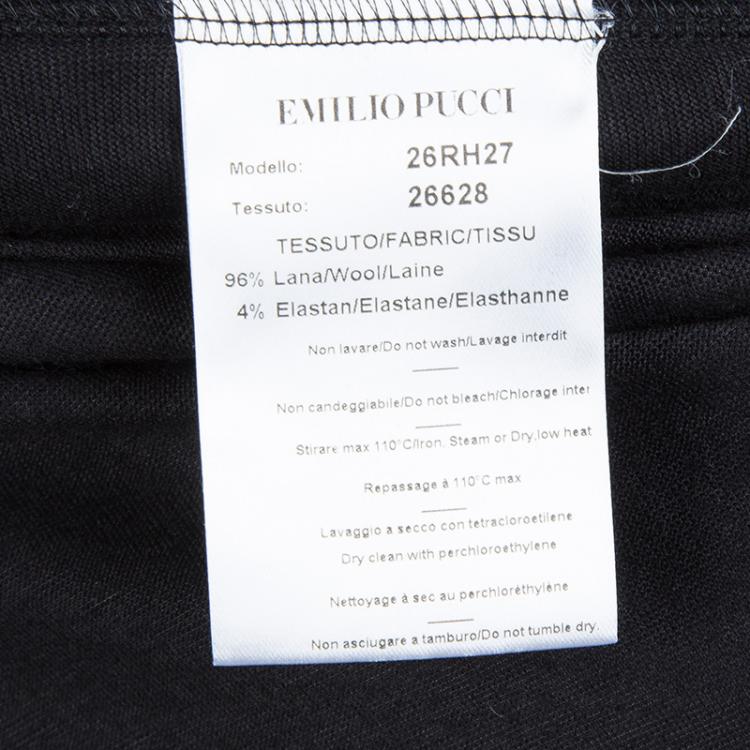 EMILIO PUCCI
Modello: 26RH27
Tessuto: 26628
TESSUTO/FABRIC/TISSU
96% Lana/Wool/Laine
4% Elastan/Elastane/Elasthanne
Non lavare/Do not wash/Lavage interdit
Non candeggiabile/Do not bleach/Chlorage inter
Stirare max 110°C/Iron, Steam or Dry, low heat
Repassage à 110°C max
Lavaggio a secco con tetracloroetilene
Dry clean with perchloroethylene
Nettoyage à sec au perchloréthylène
Non asciugare a tamburo/Do not tumble dry.